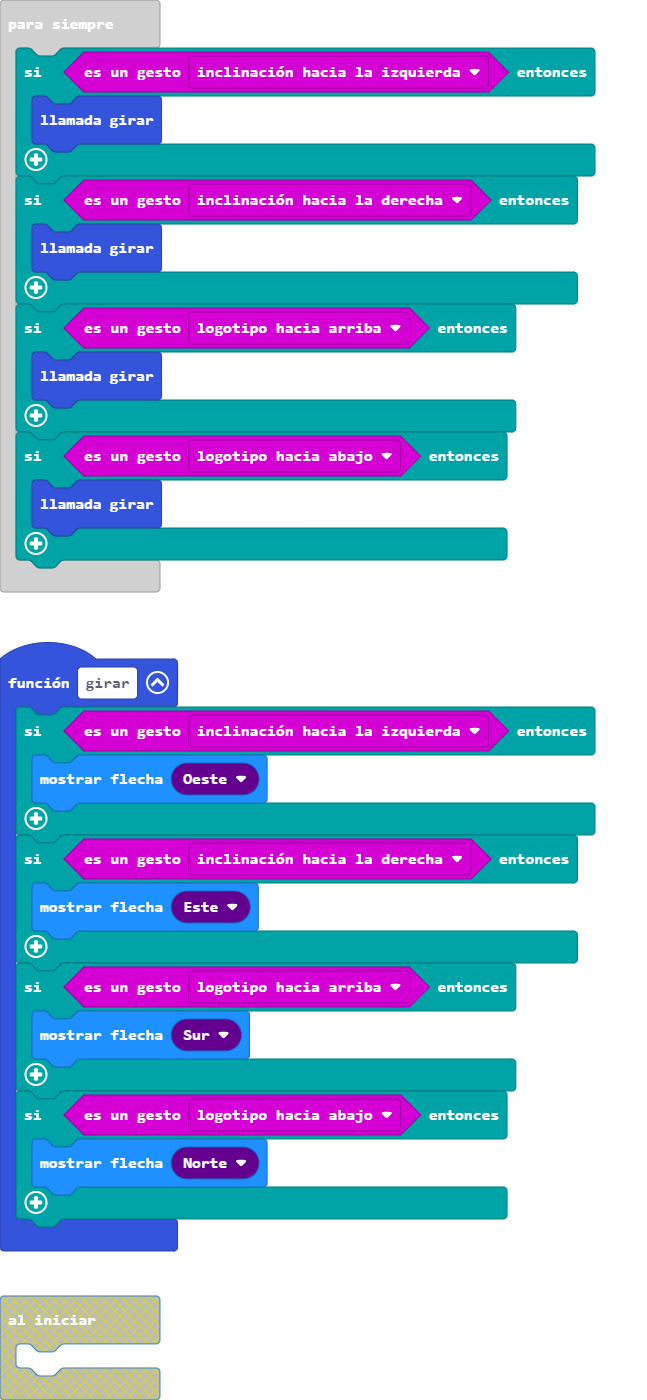 para siempre
si es un gesto inclinación hacia la izquierda entonces
llamada girar
si es un gesto inclinación hacia la derecha entonces
llamada girar
si es un gesto logotipo hacia arriba entonces
llamada girar
si es un gesto logotipo hacia abajo entonces
llamada girar
función girar
si es un gesto inclinación hacia la izquierda entonces
mostrar flecha Oeste
si es un gesto inclinación hacia la derecha entonces
mostrar flecha Este
si es un gesto logotipo hacia arriba entonces
mostrar flecha Sur
si es un gesto logotipo hacia abajo entonces
mostrar flecha Norte
al iniciar